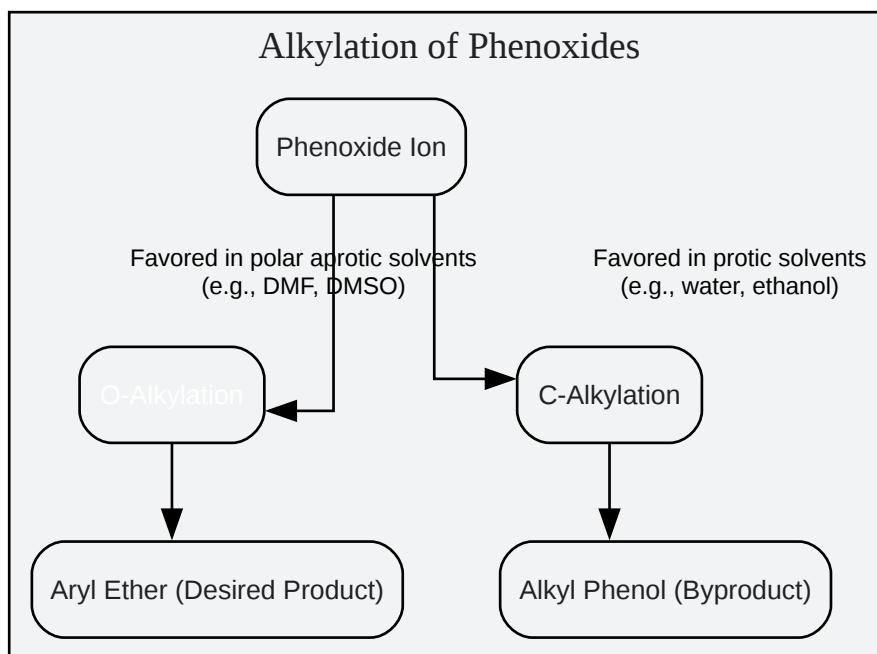 Alkylation of Phenoxides
Phenoxide Ion
Favored in polar aprotic solvents
(e.g., DMF, DMSO)
Favored in protic solvents
(e.g., water, ethanol)
O-Alkylation
C-Alkylation
Aryl Ether (Desired Product)
Alkyl Phenol (Byproduct)